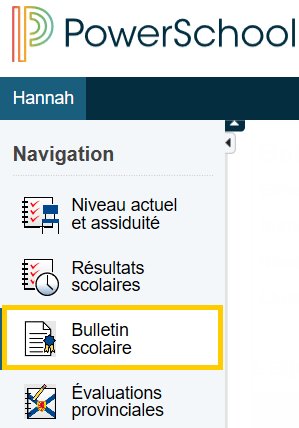 PowerSchool
Hannah
Navigation
Niveau actuel
et assiduité
Résultats
scolaires
Bulletin
scolaire
Évaluations
provinciales